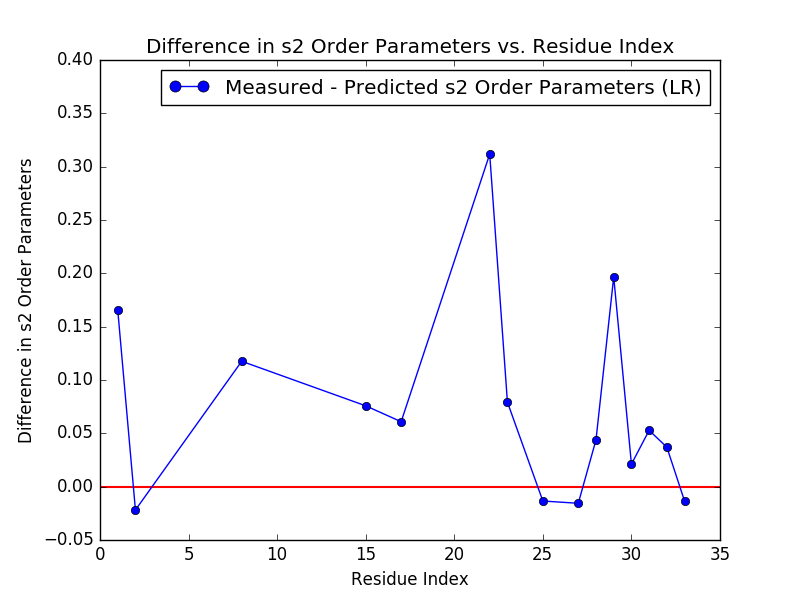 Difference in s2 Order Parameters vs. Residue Index
Measured - Predicted s2 Order Parameters (LR)
Difference in s2 Order Parameters
0.40
0.35
0.30
0.25
0.20
0.15
0.10
0.05
0.00
−0.05
0 5 10 15 20 25 30 35
Residue Index